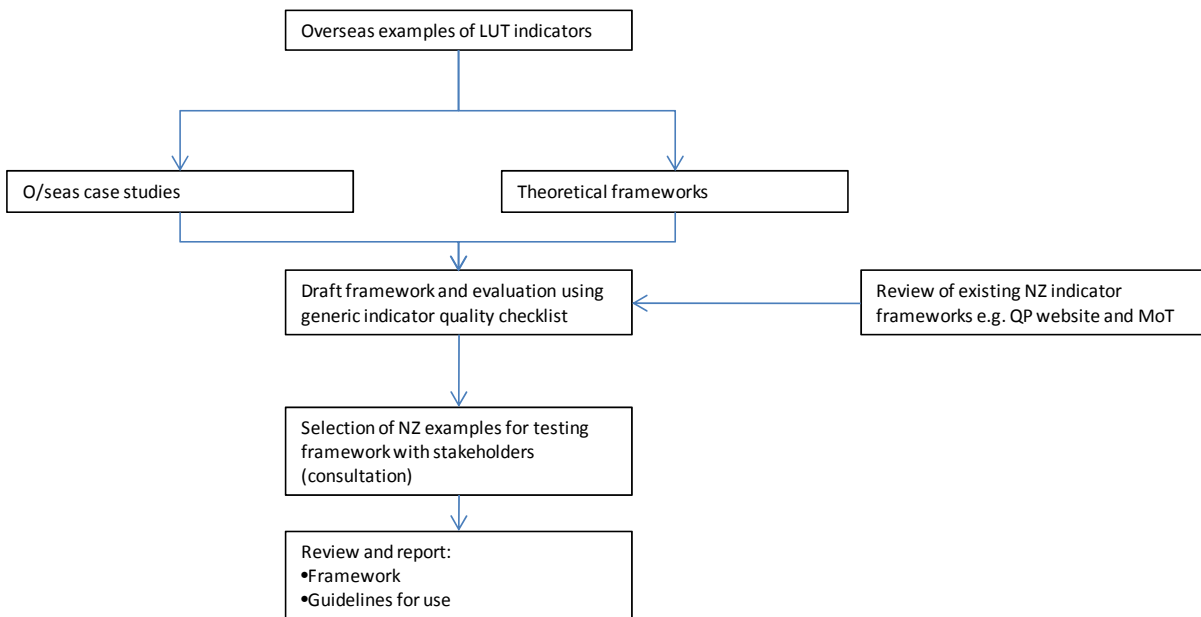 Overseas examples of LUT indicators
O/seas case studies
Theoretical frameworks
Draft framework and evaluation using
generic indicator quality checklist
Review of existing NZ indicator
frameworks e.g. QP website and MoT
Selection of NZ examples for testing
framework with stakeholders
(consultation)
Review and report:
•Framework
•Guidelines for use